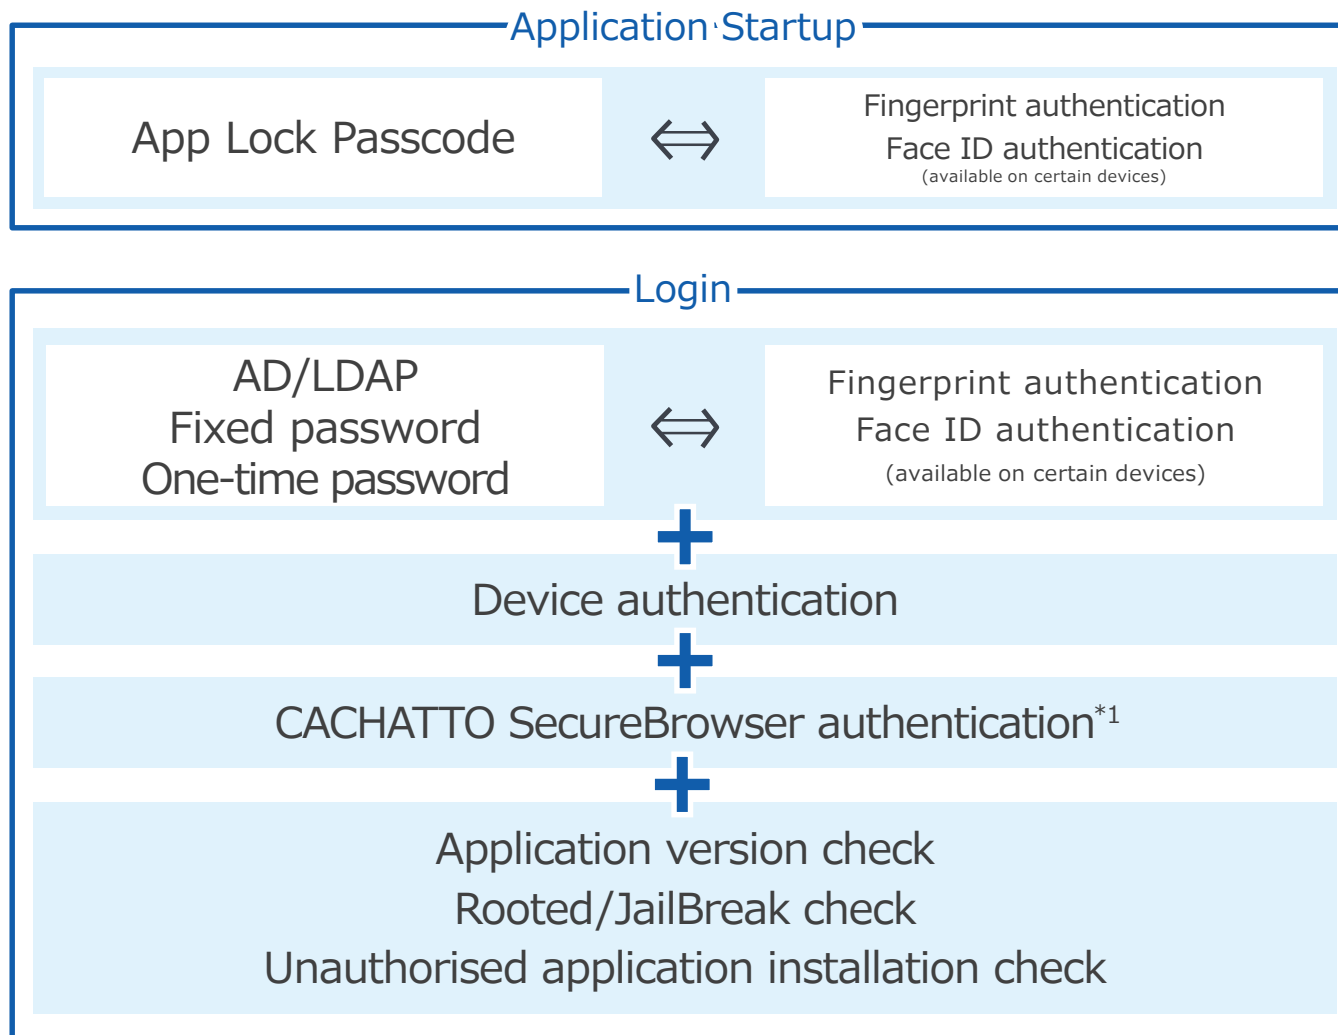 Application Startup
App Lock Passcode
Fingerprint authentication
Face ID authentication
(available on certain devices)
Login
AD/LDAP
Fixed password
One-time password
Fingerprint authentication
Face ID authentication
(available on certain devices)
Device authentication
CACHATTO SecureBrowser authentication*1
Application version check
Rooted/JailBreak check
Unauthorised application installation check